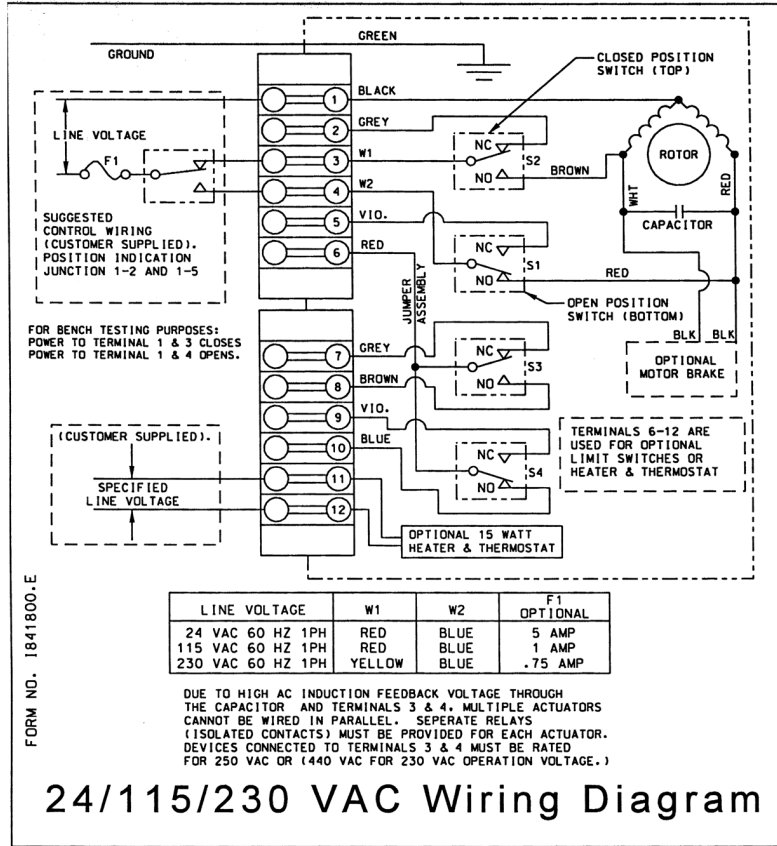 GREEN
GROUND
CLOSED POSITION
SWITCH (TOP)
1
BLACK
2
GREY
LINE VOLTAGE
F1
3
W1
NC
NO
S2
BROWN
ROTOR
4
W2
WHT
RED
CAPACITOR
SUGGESTED
CONTROL WIRING
(CUSTOMER SUPPLIED).
POSITION INDICATION
JUNCTION 1-2 AND 1-5
5
VIO.
6
RED
NC
NO
S1
RED
JUMPER
ASSEMBLY
OPEN POSITION
SWITCH (BOTTOM)
FOR BENCH TESTING PURPOSES:
POWER TO TERMINAL 1 & 3 CLOSES
POWER TO TERMINAL 1 & 4 OPENS.
BLK
BLK
OPTIONAL
MOTOR BRAKE
7
GREY
8
BROWN
NC
NO
S3
9
VIO.
10
BLUE
NC
NO
S4
TERMINALS 6-12 ARE
USED FOR OPTIONAL
LIMIT SWITCHES OR
HEATER & THERMOSTAT
(CUSTOMER SUPPLIED).
SPECIFIED
LINE VOLTAGE
11
12
OPTIONAL 15 WATT
HEATER & THERMOSTAT
FORM NO. I841800.E
LINE VOLTAGE W1 W2 F1 OPTIONAL
24 VAC 60 HZ 1PH RED BLUE 5 AMP
115 VAC 60 HZ 1PH RED BLUE 1 AMP
230 VAC 60 HZ 1PH YELLOW BLUE .75 AMP
DUE TO HIGH AC INDUCTION FEEDBACK VOLTAGE THROUGH
THE CAPACITOR AND TERMINALS 3 & 4. MULTIPLE ACTUATORS
CANNOT BE WIRED IN PARALLEL. SEPERATE RELAYS
(ISOLATED CONTACTS) MUST BE PROVIDED FOR EACH ACTUATOR.
DEVICES CONNECTED TO TERMINALS 3 & 4 MUST BE RATED
FOR 250 VAC OR (440 VAC FOR 230 VAC OPERATION VOLTAGE.)
24/115/230 VAC Wiring Diagram